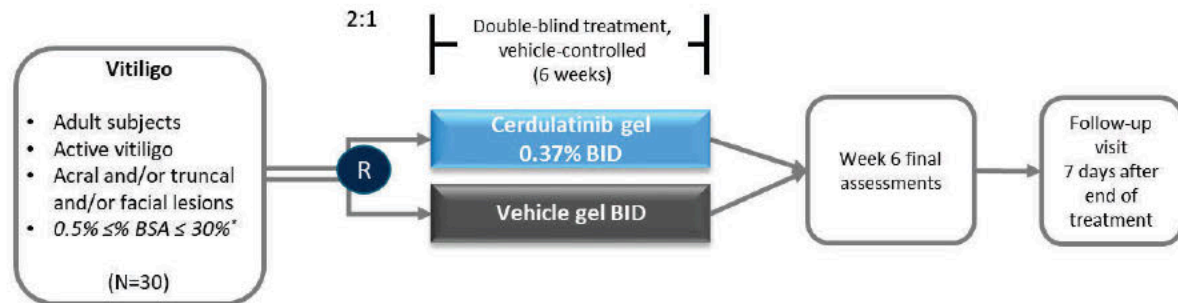 2:1
Double-blind treatment,
vehicle-controlled
(6 weeks)
Vitiligo
• Adult subjects
• Active vitiligo
• Acral and/or truncal
and/or facial lesions
• 0.5% ≤% BSA ≤ 30%*
(N=30)
R
Cerdulatinib gel
0.37% BID
Vehicle gel BID
Week 6 final
assessments
Follow-up
visit
7 days after
end of
treatment